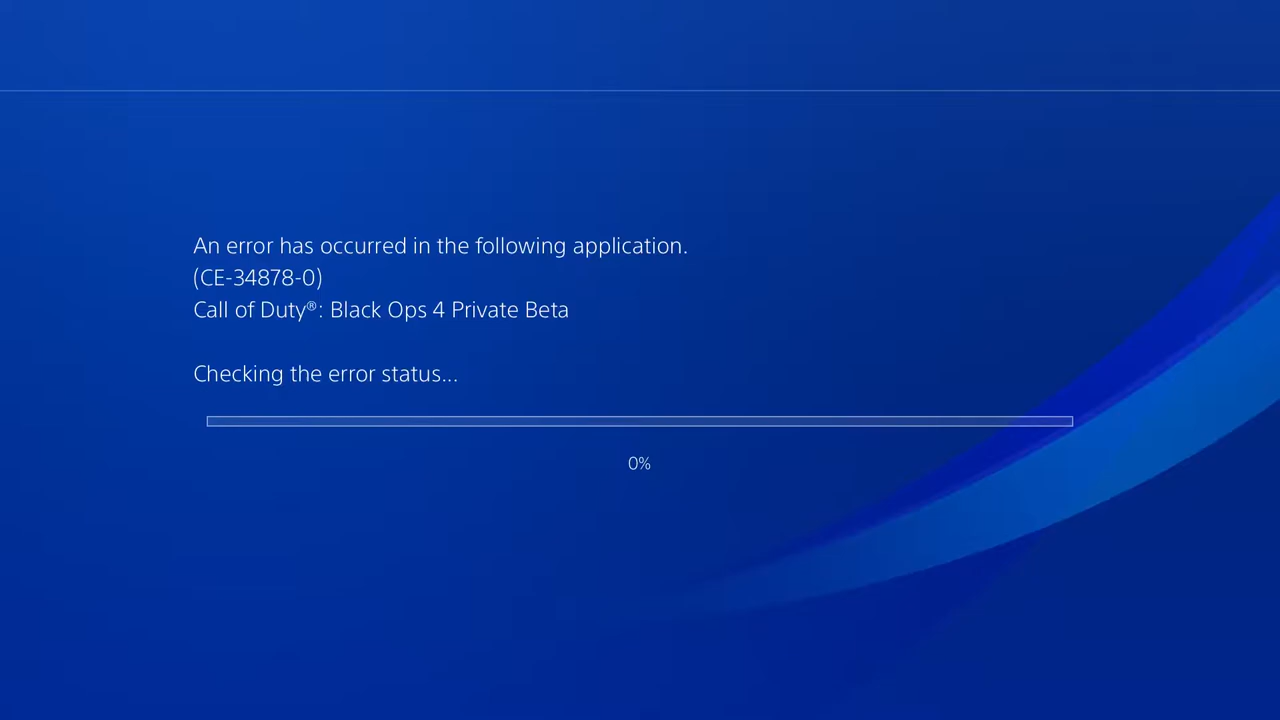 An error has occurred in the following application.
(CE-34878-0)
Call of Duty®: Black Ops 4 Private Beta
Checking the error status...
0%